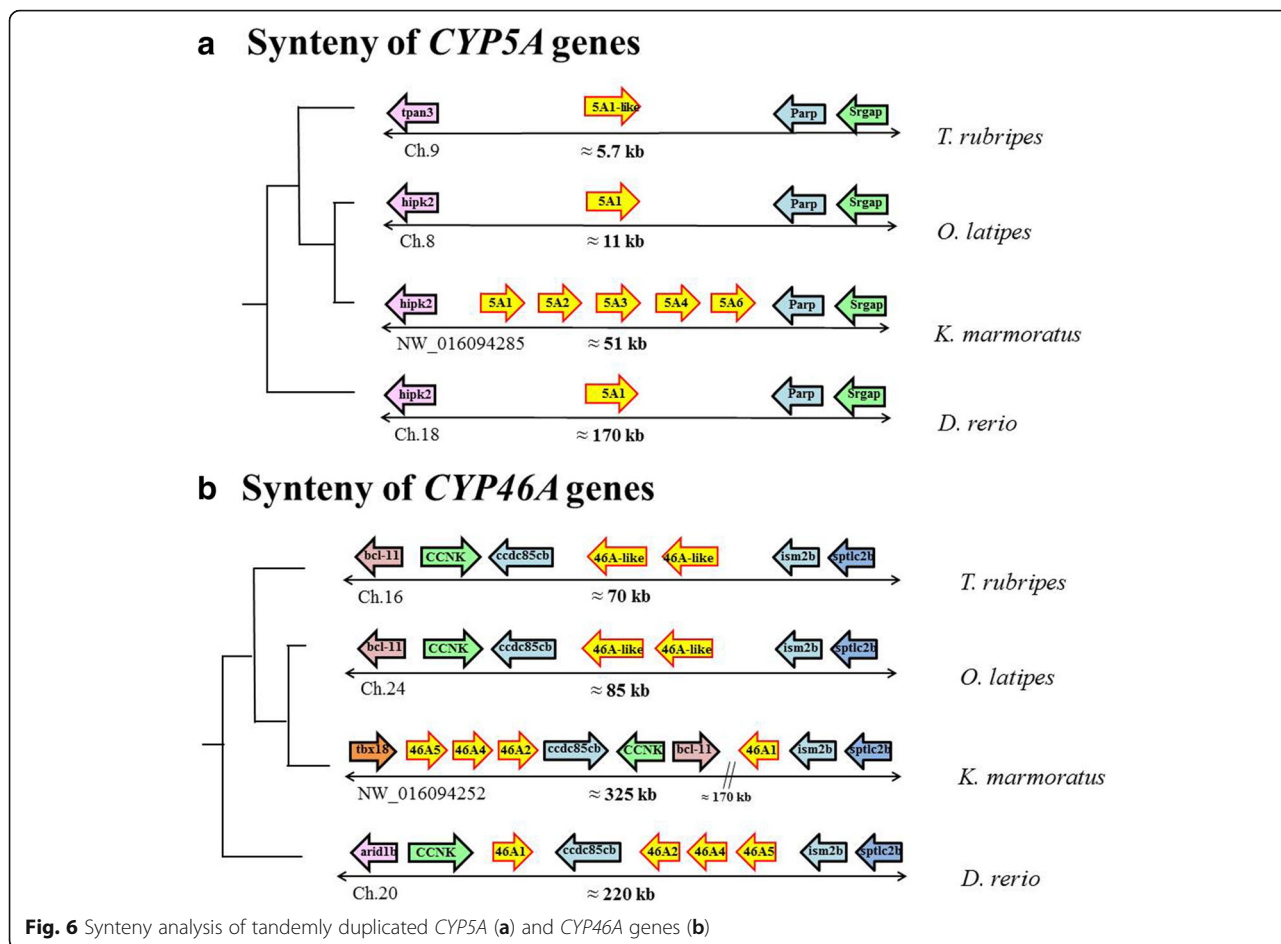 a Synteny of CYP5A genes
tpan3 5A1-like Parp Srgap
Ch.9 ≈ 5.7 kb
T. rubripes
hipk2 5A1 Parp Srgap
Ch.8 ≈ 11 kb
O. latipes
hipk2 5A1 5A2 5A3 5A4 5A6 Parp Srgap
NW_016094285 ≈ 51 kb
K. marmoratus
hipk2 5A1 Parp Srgap
Ch.18 ≈ 170 kb
D. rerio
b Synteny of CYP46A genes
bcl-11 CCNK ccdc85cb 46A-like 46A-like ism2b sptlc2b
Ch.16 ≈ 70 kb
T. rubripes
bcl-11 CCNK ccdc85cb 46A-like 46A-like ism2b sptlc2b
Ch.24 ≈ 85 kb
O. latipes
tbx18 46A5 46A4 46A2 ccdc85cb CCNK bcl-11 // 46A1 ism2b sptlc2b
NW_016094252 ≈ 325 kb ≈ 170 kb
K. marmoratus
arid1b CCNK 46A1 ccdc85cb 46A2 46A4 46A5 ism2b sptlc2b
Ch.20 ≈ 220 kb
D. rerio
Fig. 6 Synteny analysis of tandemly duplicated CYP5A (a) and CYP46A genes (b)